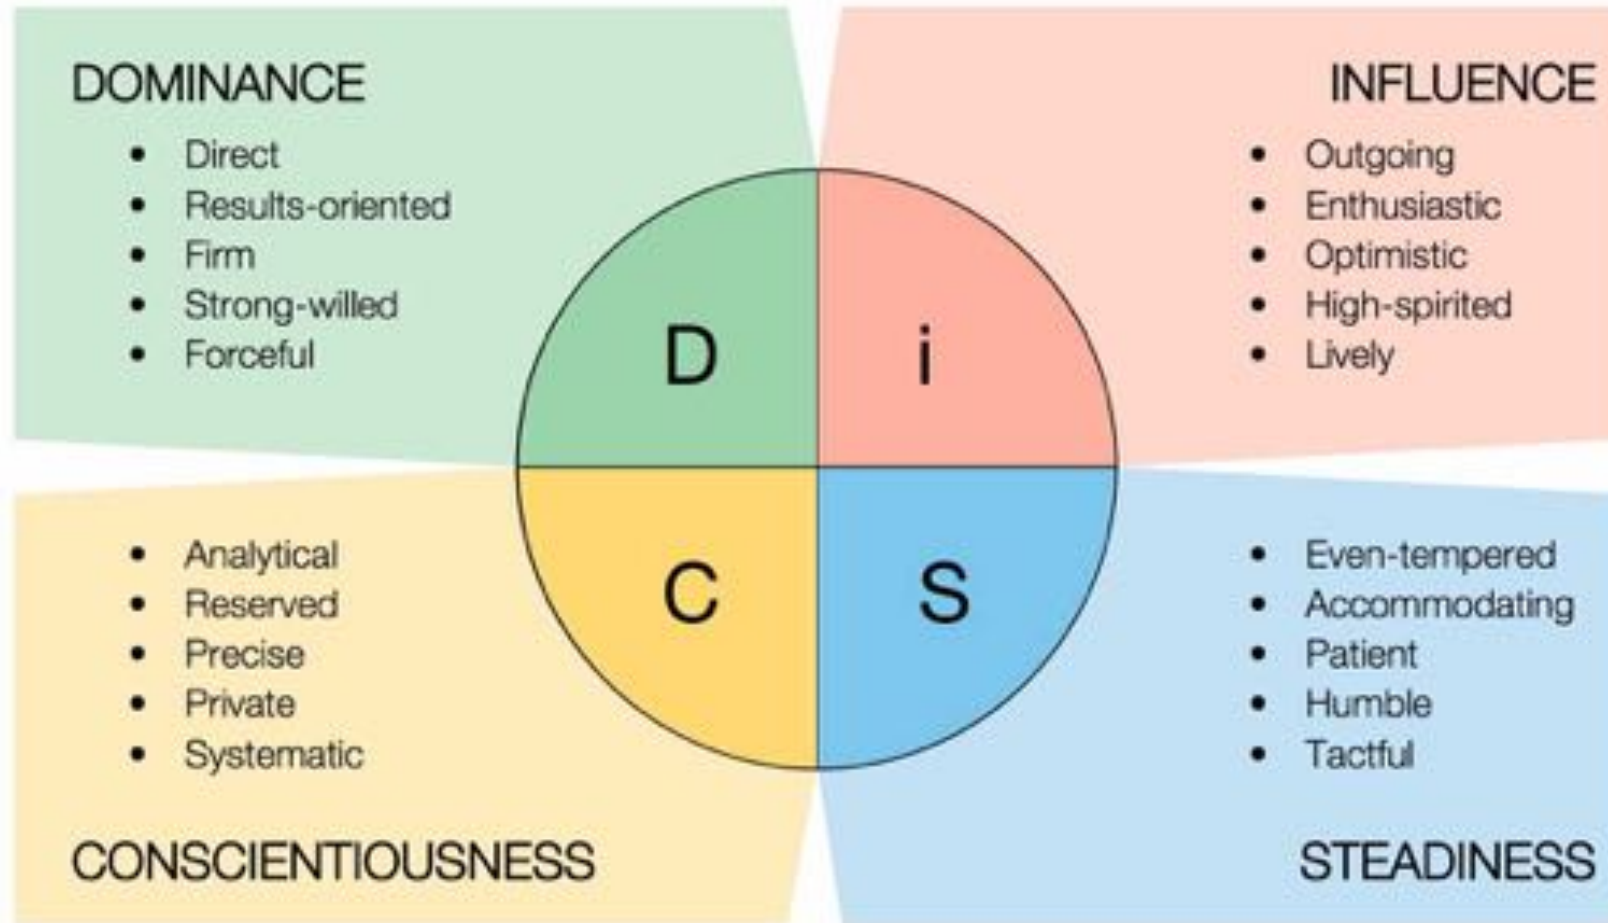 DOMINANCE
• Direct
• Results-oriented
• Firm
• Strong-willed
• Forceful
INFLUENCE
• Outgoing
• Enthusiastic
• Optimistic
• High-spirited
• Lively
D
i
C
S
• Analytical
• Reserved
• Precise
• Private
• Systematic
CONSCIENTIOUSNESS
• Even-tempered
• Accommodating
• Patient
• Humble
• Tactful
STEADINESS